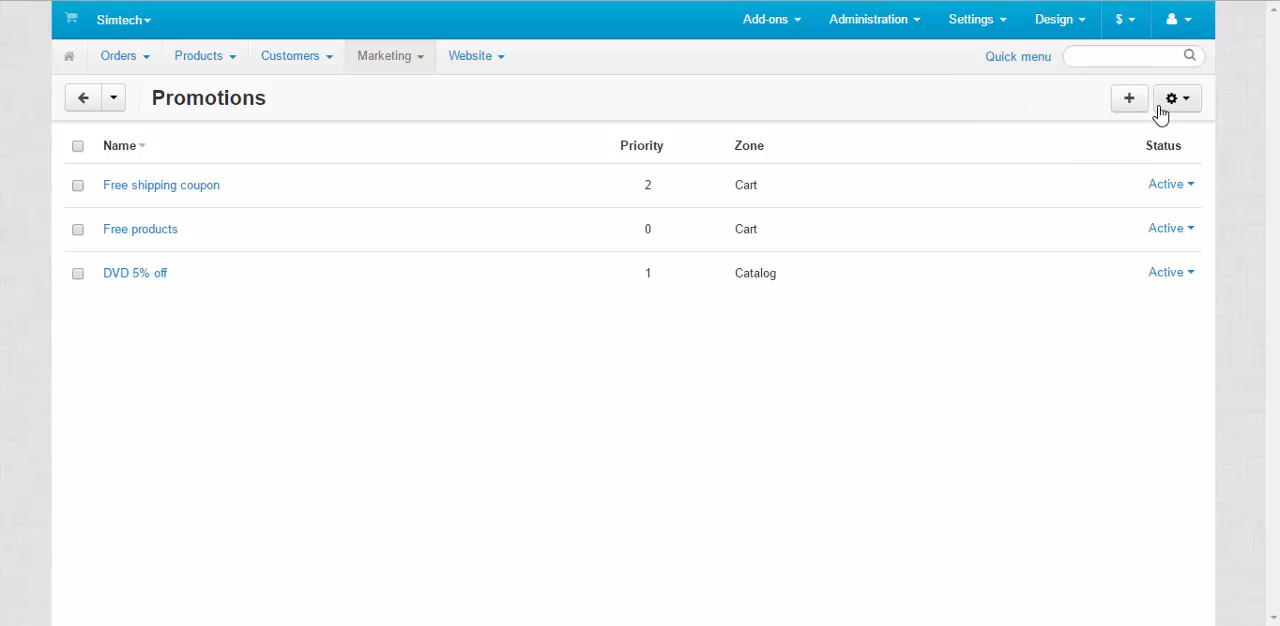 Simtech Add-ons Administration Settings Design $
Orders Products Customers Marketing Website Quick menu
Promotions
Name Priority Zone Status
Free shipping coupon 2 Cart Active
Free products 0 Cart Active
DVD 5% off 1 Catalog Active